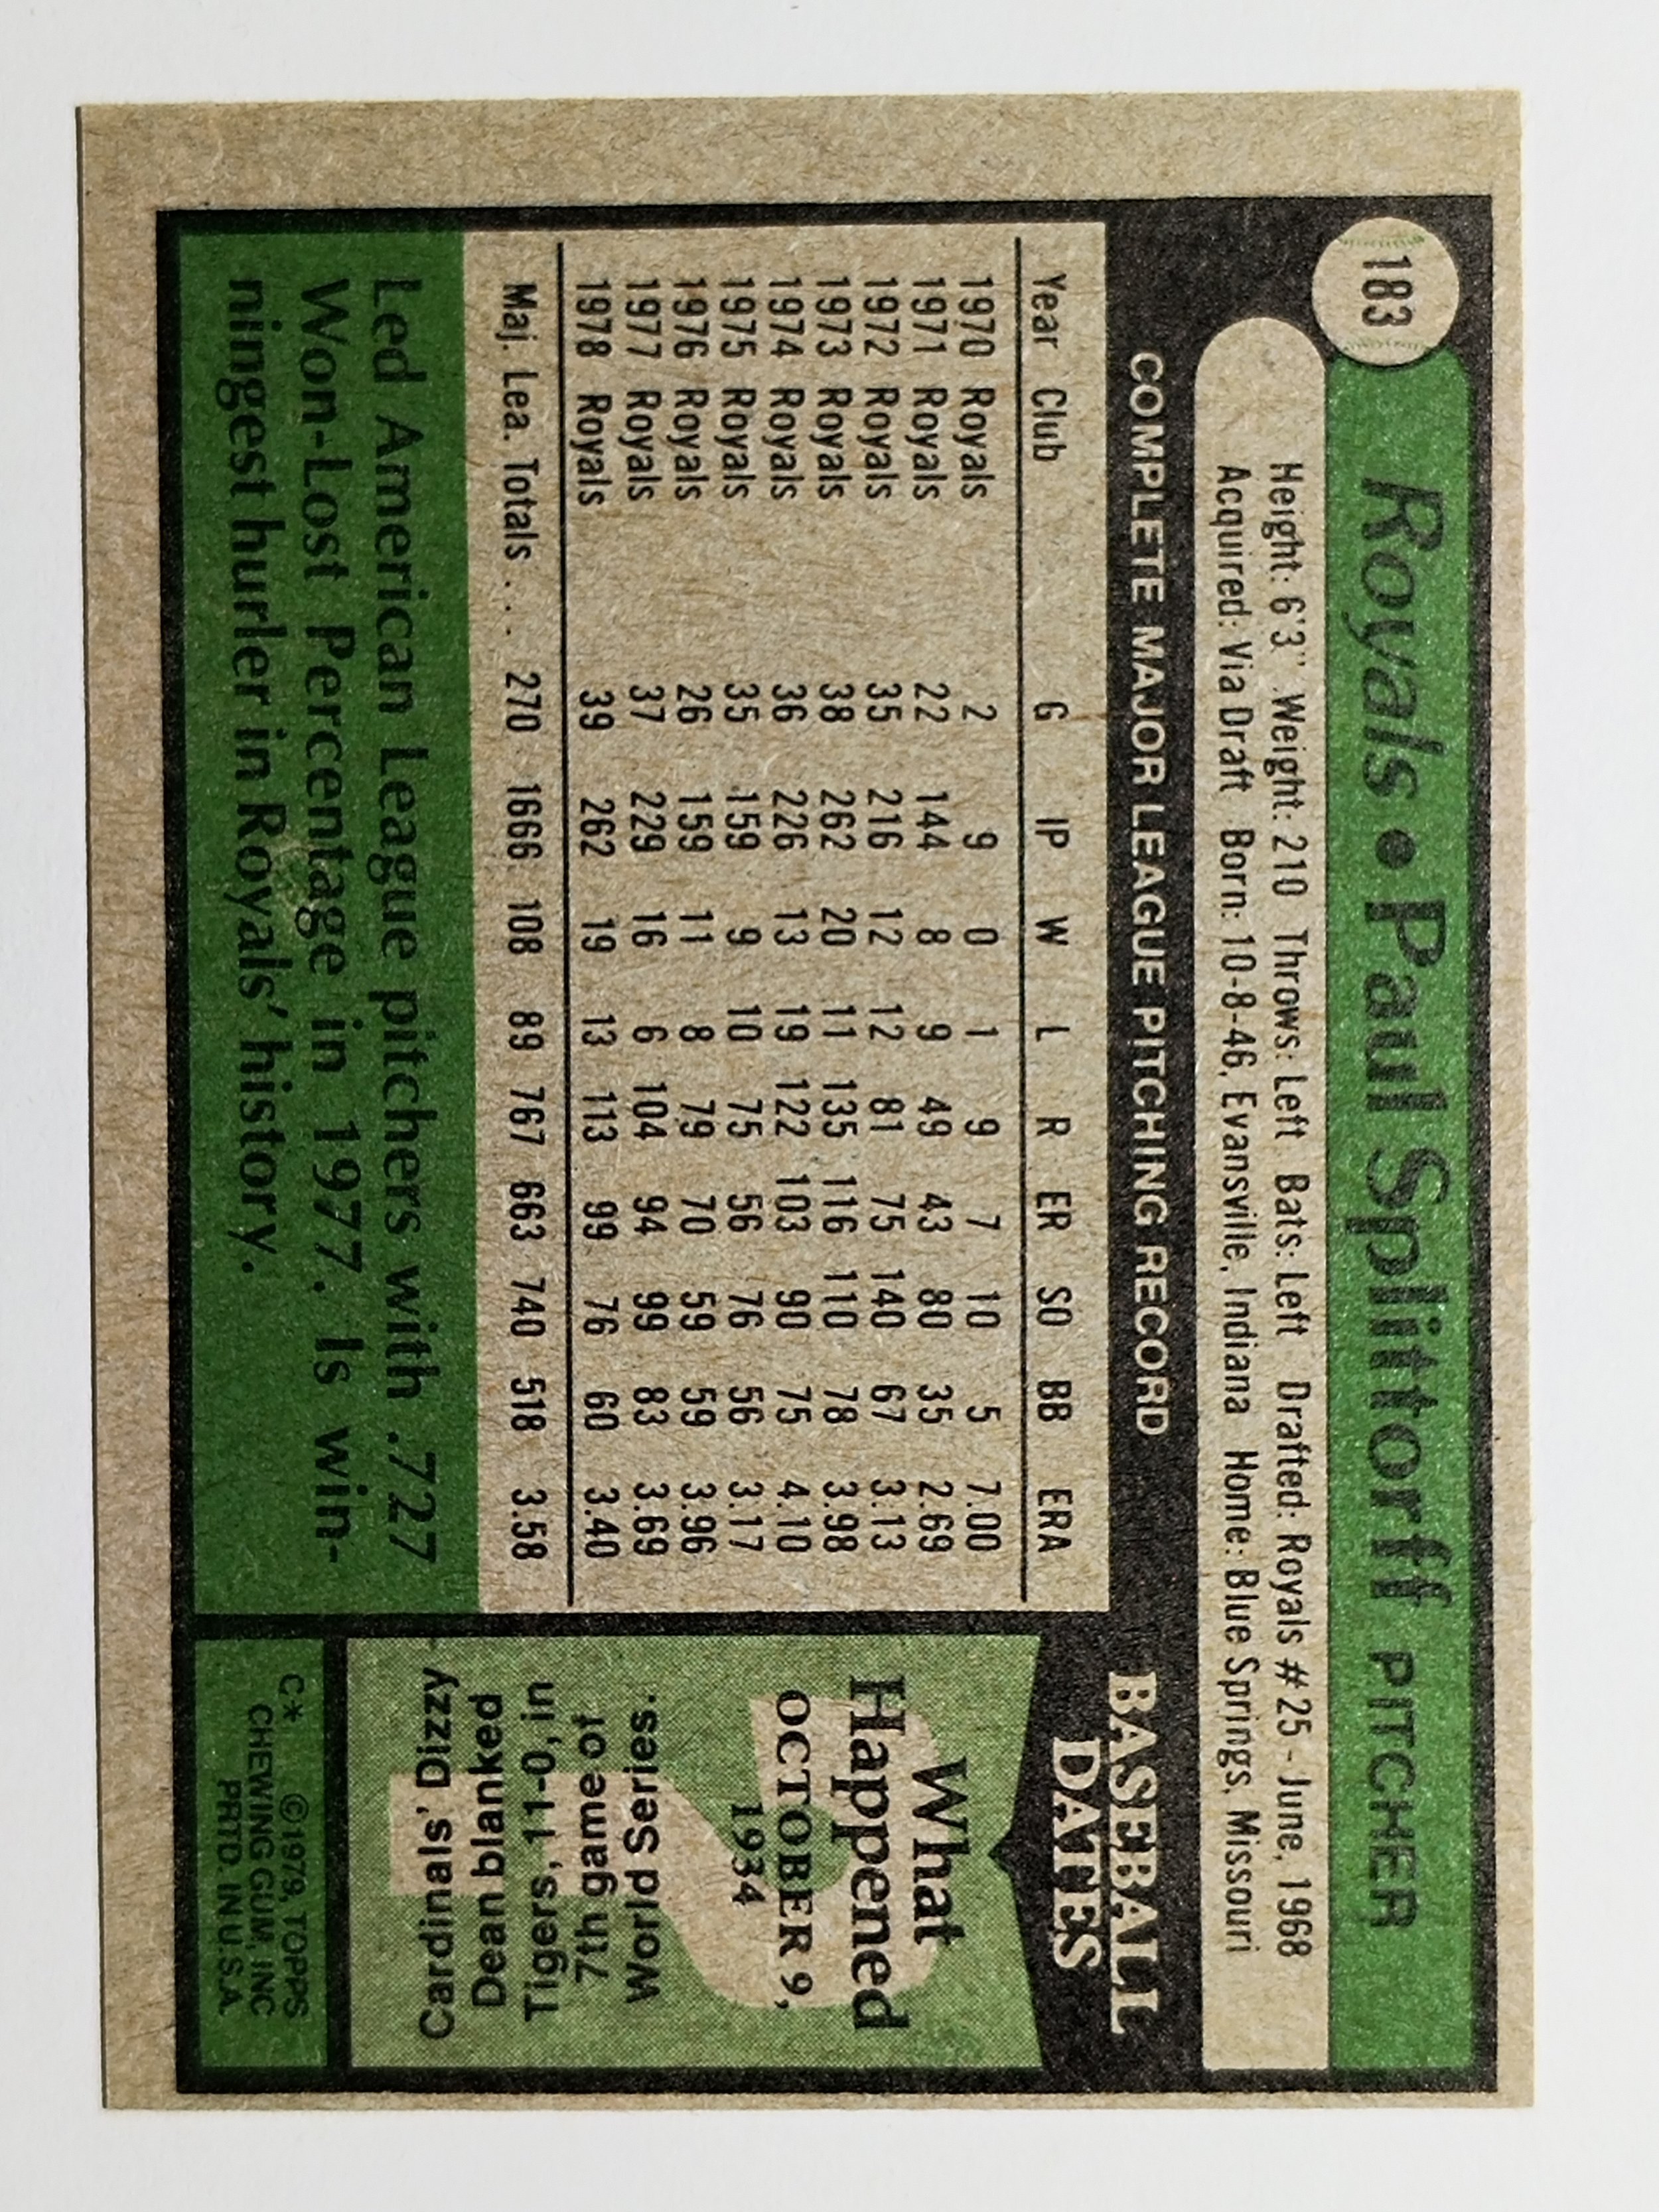 183
Royals • Paul Splittorff PITCHER
Height: 6'3" Weight: 210 Throws: Left Bats: Left Drafted: Royals #25 - June, 1968
Acquired: Via Draft Born: 10-8-46, Evansville, Indiana Home: Blue Springs, Missouri
COMPLETE MAJOR LEAGUE PITCHING RECORD
Year Club G IP W L R ER SO BB ERA
1970 Royals 2 9 0 1 9 7 10 5 7.00
1971 Royals 22 144 8 9 49 43 80 35 2.69
1972 Royals 35 216 12 12 81 75 140 67 3.13
1973 Royals 38 262 20 11 135 116 110 78 3.98
1974 Royals 36 226 13 19 122 103 90 75 4.10
1975 Royals 35 159 9 10 75 56 76 56 3.17
1976 Royals 26 159 11 8 79 70 59 59 3.96
1977 Royals 37 229 16 6 104 94 99 83 3.69
1978 Royals 39 262 19 13 113 99 76 60 3.40
Maj. Lea. Totals . . . 270 1666 108 89 767 663 740 518 3.58
Led American League pitchers with .727
Won-Lost Percentage in 1977. Is win-
ningest hurler in Royals' history.
BASEBALL
DATES
What
Happened
OCTOBER 9,
1934
Cardinals' Dizzy
Dean blanked
Tigers, 11-0, in
7th game of
World Series.
C* ©1979, TOPPS
CHEWING GUM, INC
PRTD. IN U.S.A.